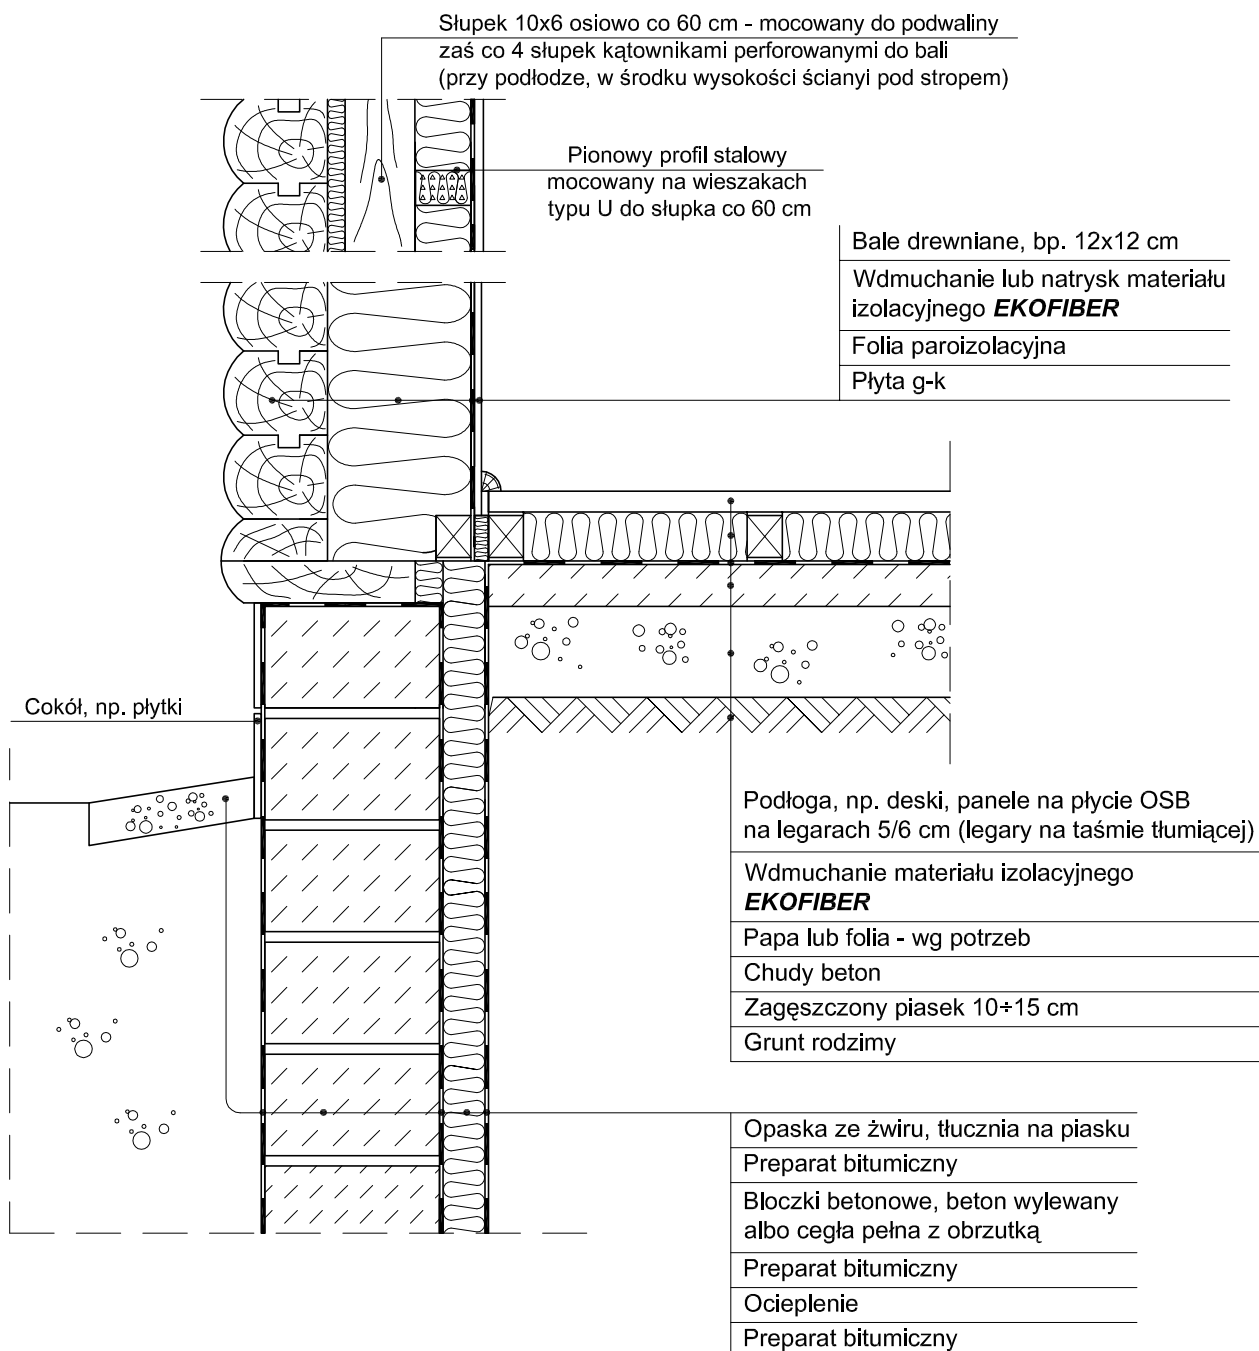 Słupek 10x6 osiowo co 60 cm - mocowany do podwaliny
zaś co 4 słupek kątownikami perforowanymi do bali
(przy podłodze, w środku wysokości ścianyi pod stropem)
Pionowy profil stalowy
mocowany na wieszakach
typu U do słupka co 60 cm
Bale drewniane, bp. 12x12 cm
Wdmuchanie lub natrysk materiału
izolacyjnego EKOFIBER
Folia paroizolacyjna
Płyta g-k
Cokół, np. płytki
Podłoga, np. deski, panele na płycie OSB
na legarach 5/6 cm (legary na taśmie tłumiącej)
Wdmuchanie materiału izolacyjnego
EKOFIBER
Papa lub folia - wg potrzeb
Chudy beton
Zagęszczony piasek 10÷15 cm
Grunt rodzimy
Opaska ze żwiru, tłucznia na piasku
Preparat bitumiczny
Bloczki betonowe, beton wylewany
albo cegła pełna z obrzutką
Preparat bitumiczny
Ocieplenie
Preparat bitumiczny